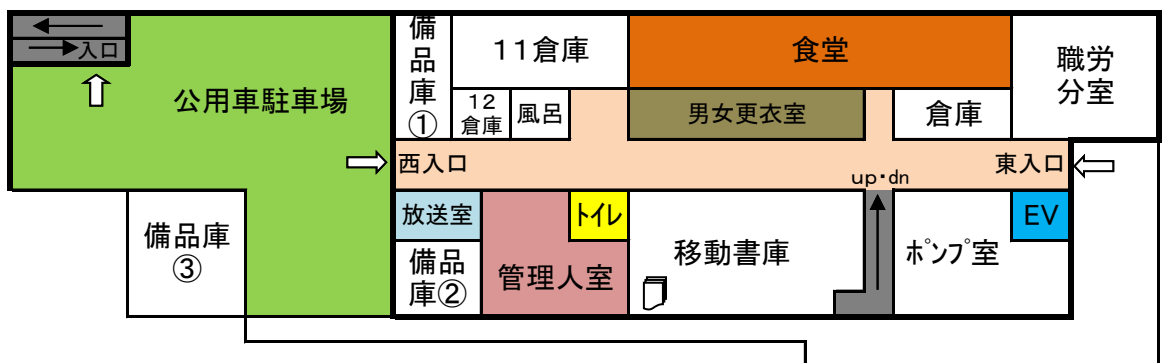 入口
公用車駐車場
備品庫①
11倉庫
食堂
職労
分室
12
倉庫
風呂
男女更衣室
倉庫
西入口
up・dn
東入口
放送室
トイレ
EV
備品庫
③
備品
庫②
管理人室
移動書庫
ポンプ室